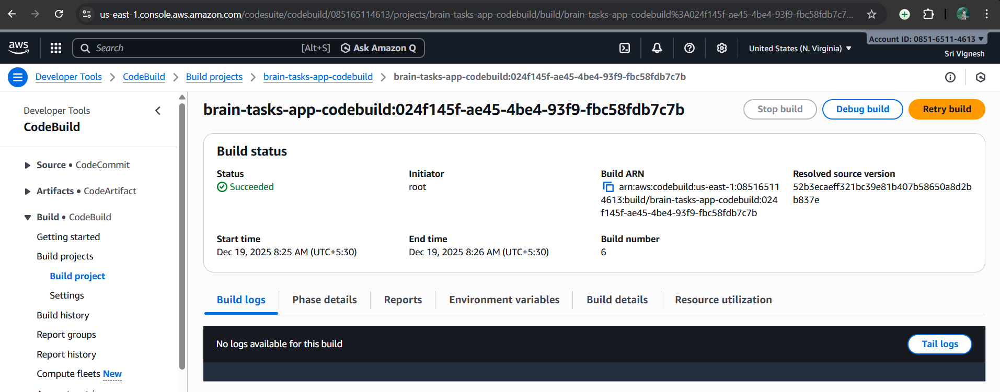 us-east-1.console.aws.amazon.com/codesuite/codebuild/085165114613/projects/brain-tasks-app-codebuild/build/brain-tasks-app-codebuild%3A024f145f-ae45-4be4-93f9-fbc58fdb7c7...
aws
Search [Alt+S] Ask Amazon Q
United States (N. Virginia)
Account ID: 0851-6511-4613
Sri Vignesh
Developer Tools CodeBuild Build projects brain-tasks-app-codebuild brain-tasks-app-codebuild:024f145f-ae45-4be4-93f9-fbc58fdb7c7b
Developer Tools
CodeBuild
Source • CodeCommit
Artifacts • CodeArtifact
Build • CodeBuild
Getting started
Build projects
Build project
Settings
Build history
Report groups
Report history
Compute fleets New
brain-tasks-app-codebuild:024f145f-ae45-4be4-93f9-fbc58fdb7c7b
Stop build Debug build Retry build
Build status
Status
Succeeded
Initiator
root
Build ARN
arn:aws:codebuild:us-east-1:08516511
4613:build/brain-tasks-app-codebuild:024
f145f-ae45-4be4-93f9-fbc58fdb7c7b
Resolved source version
52b3ecaeff321bc39e81b407b58650a8d2b
b837e
Start time
Dec 19, 2025 8:25 AM (UTC+5:30)
End time
Dec 19, 2025 8:26 AM (UTC+5:30)
Build number
6
Build logs Phase details Reports Environment variables Build details Resource utilization
No logs available for this build
Tail logs